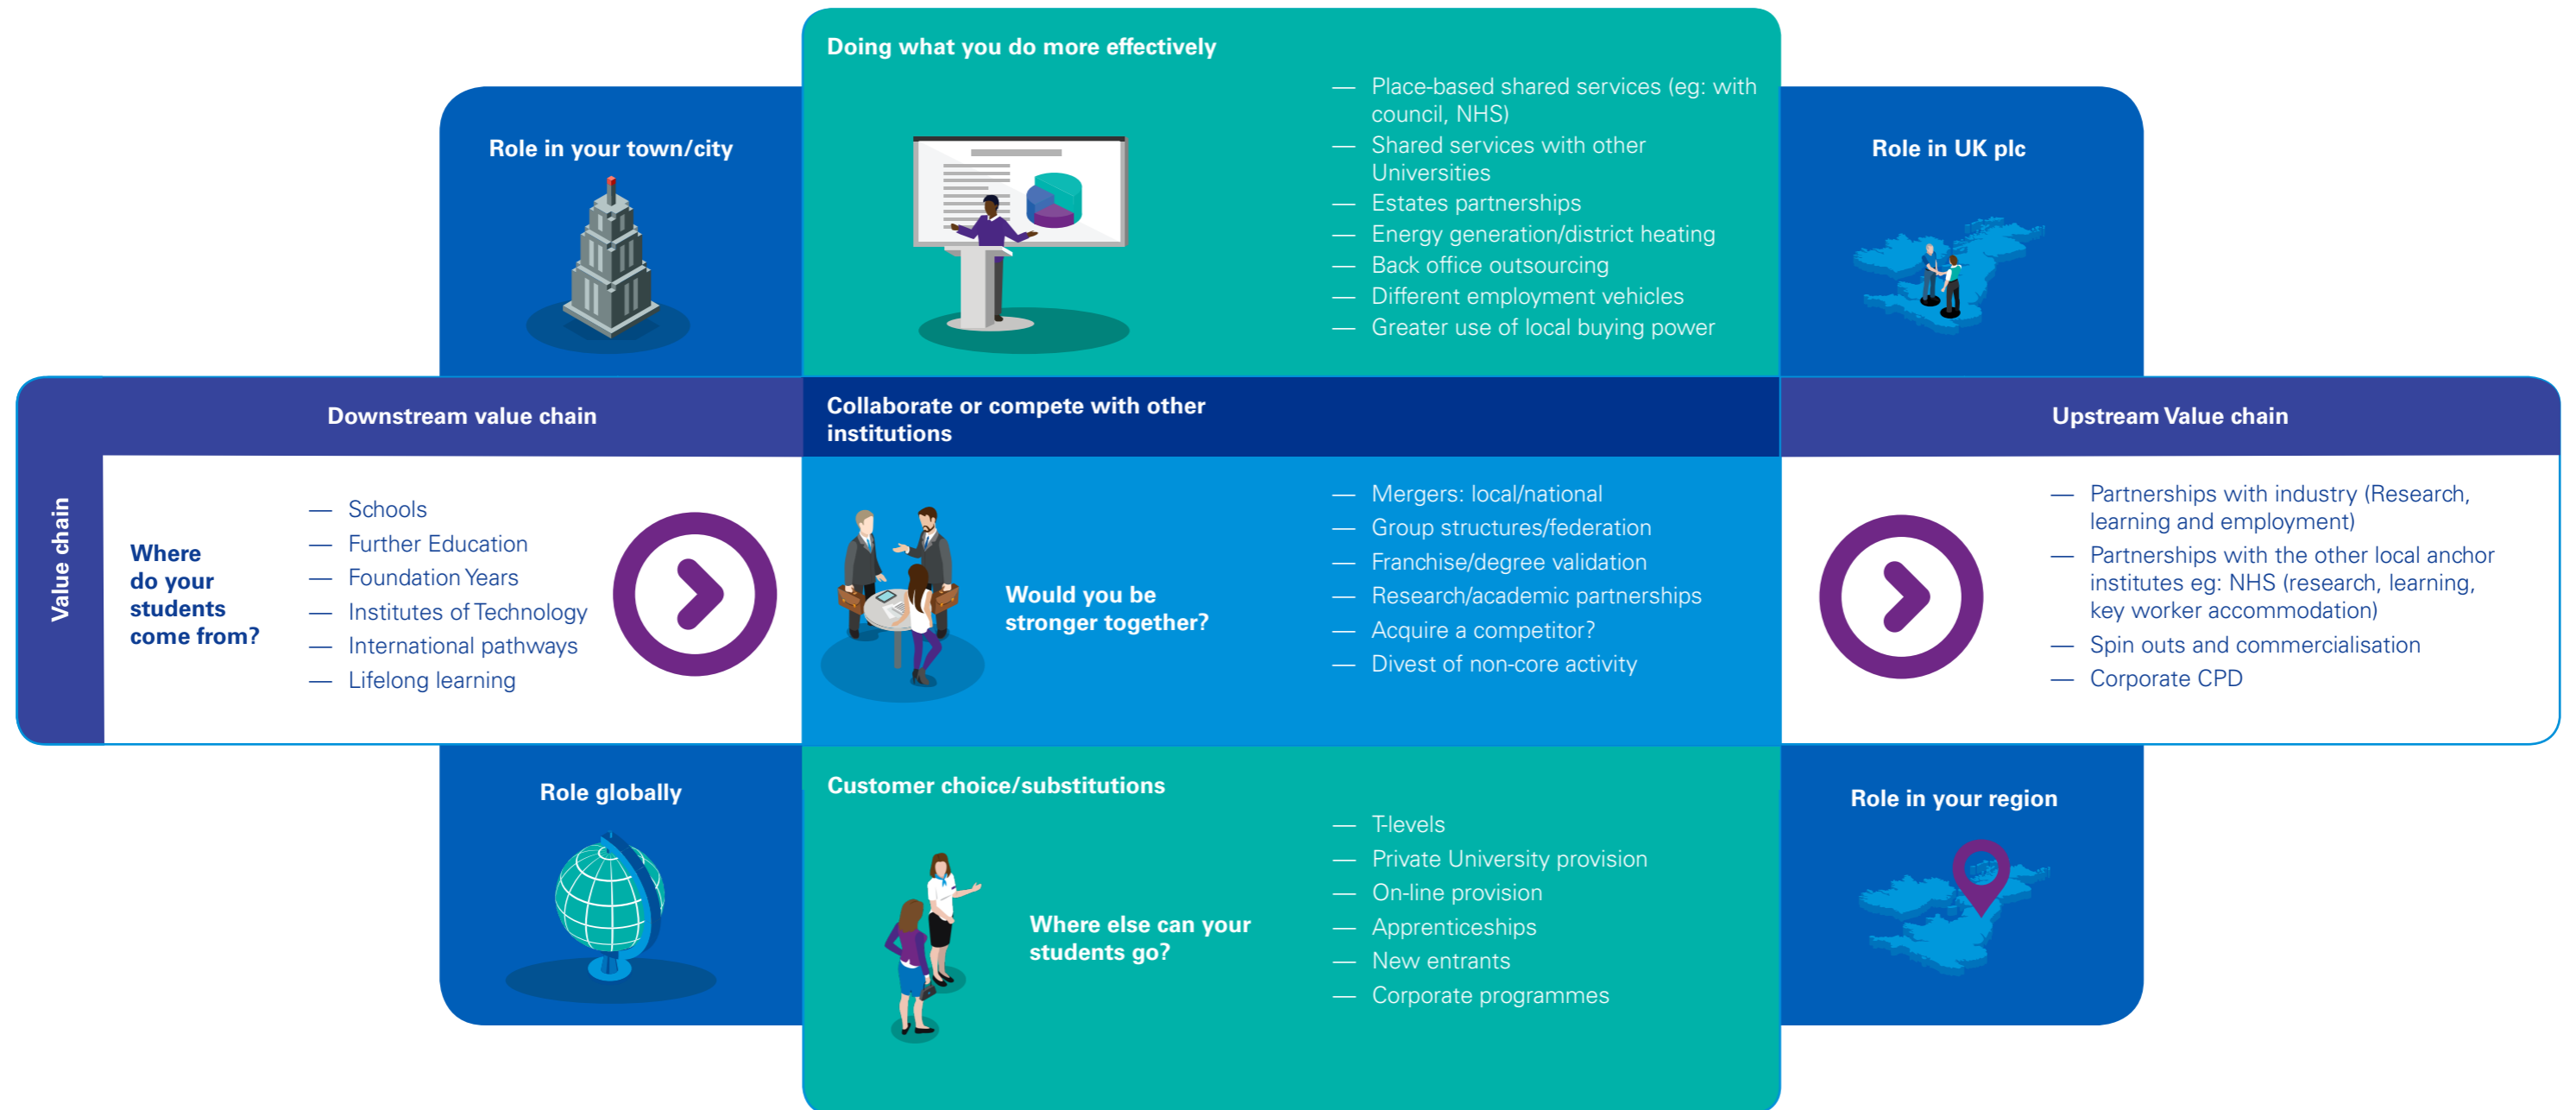 Doing what you do more effectively
— Place-based shared services (eg: with
council, NHS)
— Shared services with other
Universities
— Estates partnerships
— Energy generation/district heating
— Back office outsourcing
— Different employment vehicles
— Greater use of local buying power
Role in your town/city
Role in UK plc
Value chain
Downstream value chain
Where
do your
students
come from?
— Schools
— Further Education
— Foundation Years
— Institutes of Technology
— International pathways
— Lifelong learning
Collaborate or compete with other
institutions
Would you be
stronger together?
— Mergers: local/national
— Group structures/federation
— Franchise/degree validation
— Research/academic partnerships
— Acquire a competitor?
— Divest of non-core activity
Upstream Value chain
— Partnerships with industry (Research,
learning and employment)
— Partnerships with the other local anchor
institutes eg: NHS (research, learning,
key worker accommodation)
— Spin outs and commercialisation
— Corporate CPD
Role globally
Customer choice/substitutions
Where else can your
students go?
— T-levels
— Private University provision
— On-line provision
— Apprenticeships
— New entrants
— Corporate programmes
Role in your region